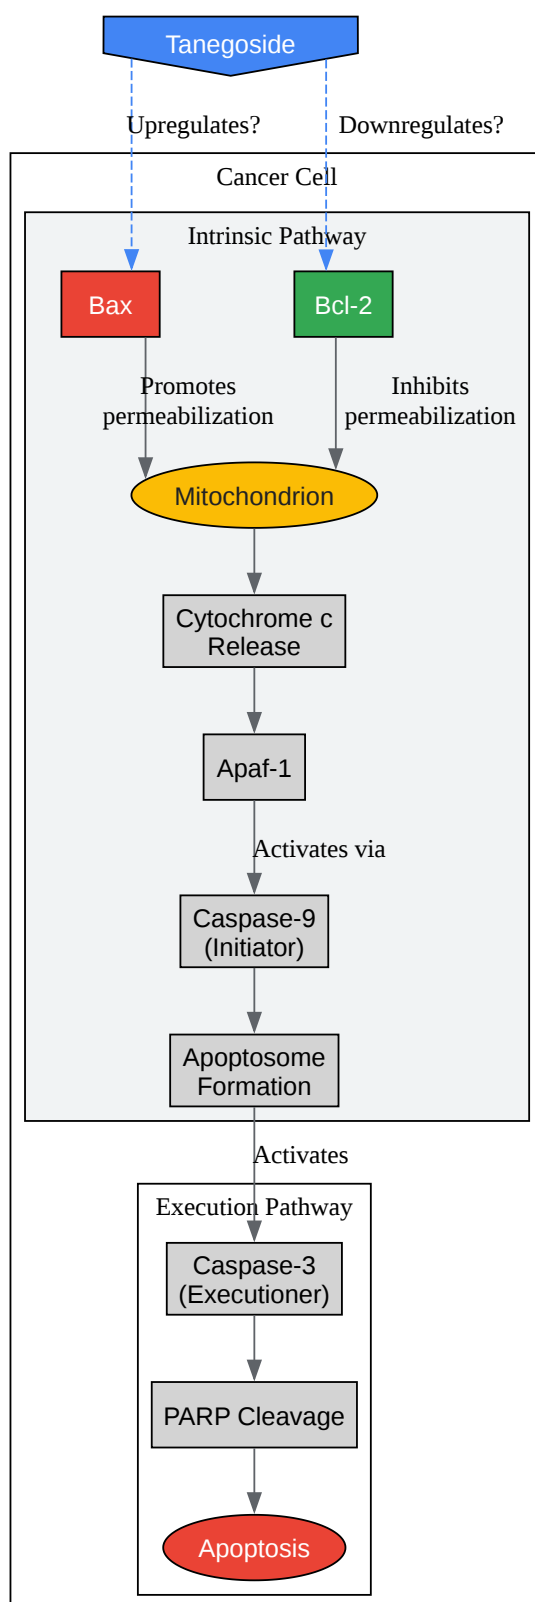 Tanegoside
Upregulates?
Downregulates?
Cancer Cell
Intrinsic Pathway
Bax
Bcl-2
Promotes
permeabilization
Inhibits
permeabilization
Mitochondrion
Cytochrome c
Release
Apaf-1
Activates via
Caspase-9
(Initiator)
Apoptosome
Formation
Activates
Execution Pathway
Caspase-3
(Executioner)
PARP Cleavage
Apoptosis